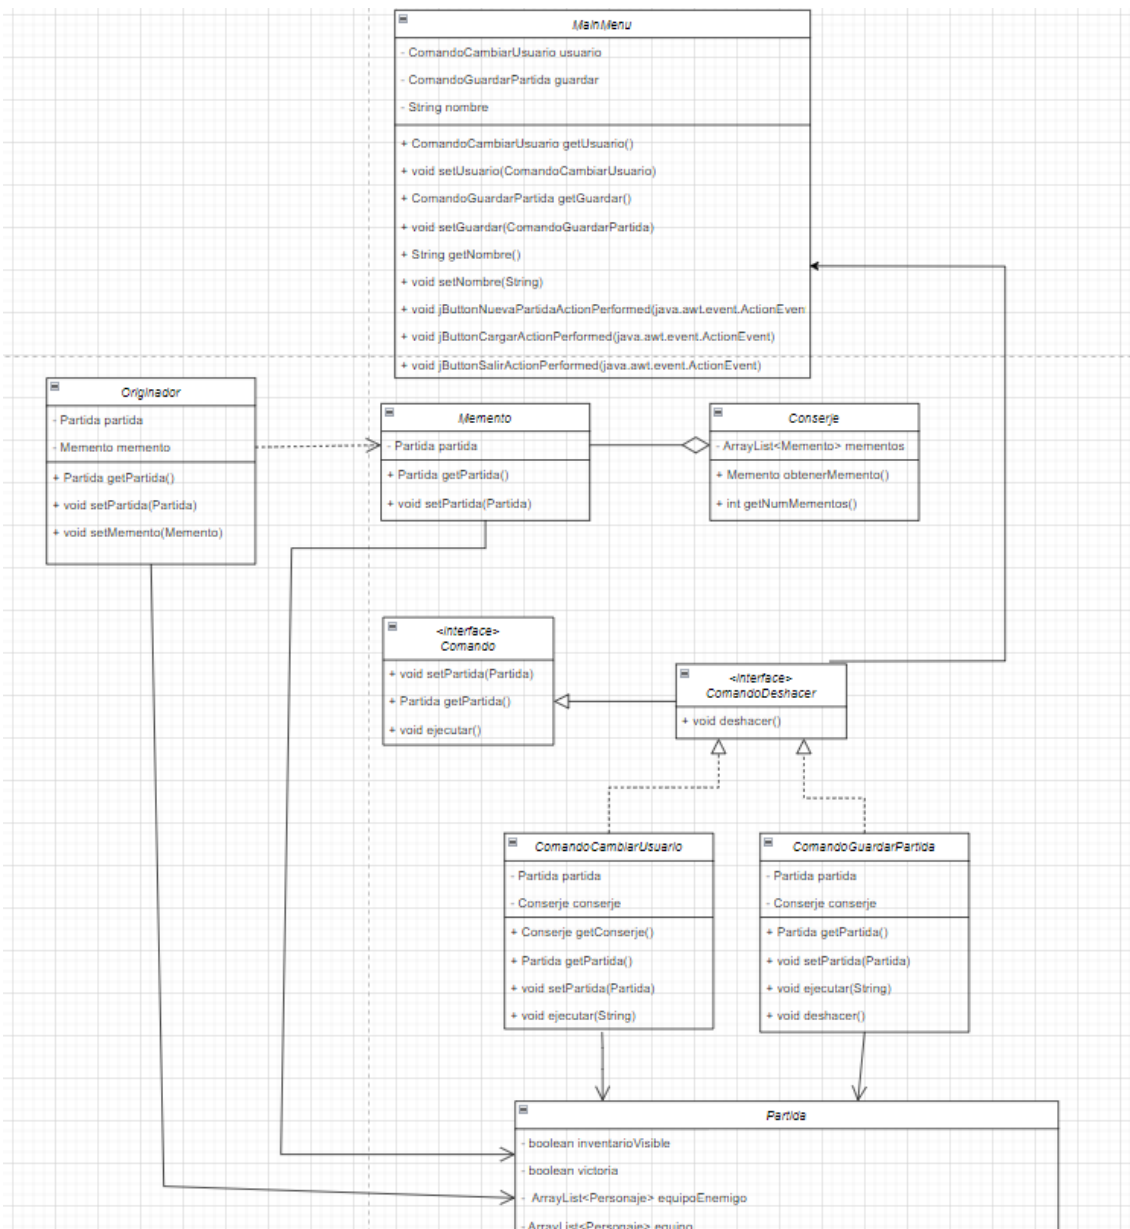 MainMenu
- ComandoCambiarUsuario usuario
- ComandoGuardarPartida guardar
- String nombre
+ ComandoCambiarUsuario getUsuario()
+ void setUsuario(ComandoCambiarUsuario)
+ ComandoGuardarPartida getGuardar()
+ void setGuardar(ComandoGuardarPartida)
+ String getNombre()
+ void setNombre(String)
+ void jButtonNuevaPartidaActionPerformed(java.awt.event.ActionEven
+ void jButtonCargarActionPerformed(java.awt.event.ActionEvent)
+ void jButtonSalirActionPerformed(java.awt.event.ActionEvent)
Originador
- Partida partida
- Memento memento
+ Partida getPartida()
+ void setPartida(Partida)
+ void setMemento(Memento)
Memento
- Partida partida
+ Partida getPartida()
+ void setPartida(Partida)
Conserje
- ArrayList<Memento> mementos
+ Memento obtenerMemento()
+ int getNumMementos()
<interface>
Comando
+ void setPartida(Partida)
+ Partida getPartida()
+ void ejecutar()
<interface>
ComandoDeshacer
+ void deshacer()
ComandoCambiarUsuario
- Partida partida
- Conserje conserje
+ Conserje getConserje()
+ Partida getPartida()
+ void setPartida(Partida)
+ void ejecutar(String)
ComandoGuardarPartida
- Partida partida
- Conserje conserje
+ Partida getPartida()
+ void setPartida(Partida)
+ void ejecutar(String)
+ void deshacer()
Partida
- boolean inventarioVisible
- boolean victoria
- ArrayList<Personaje> equipoEnemigo
- ArrayList<Personaje> equipo